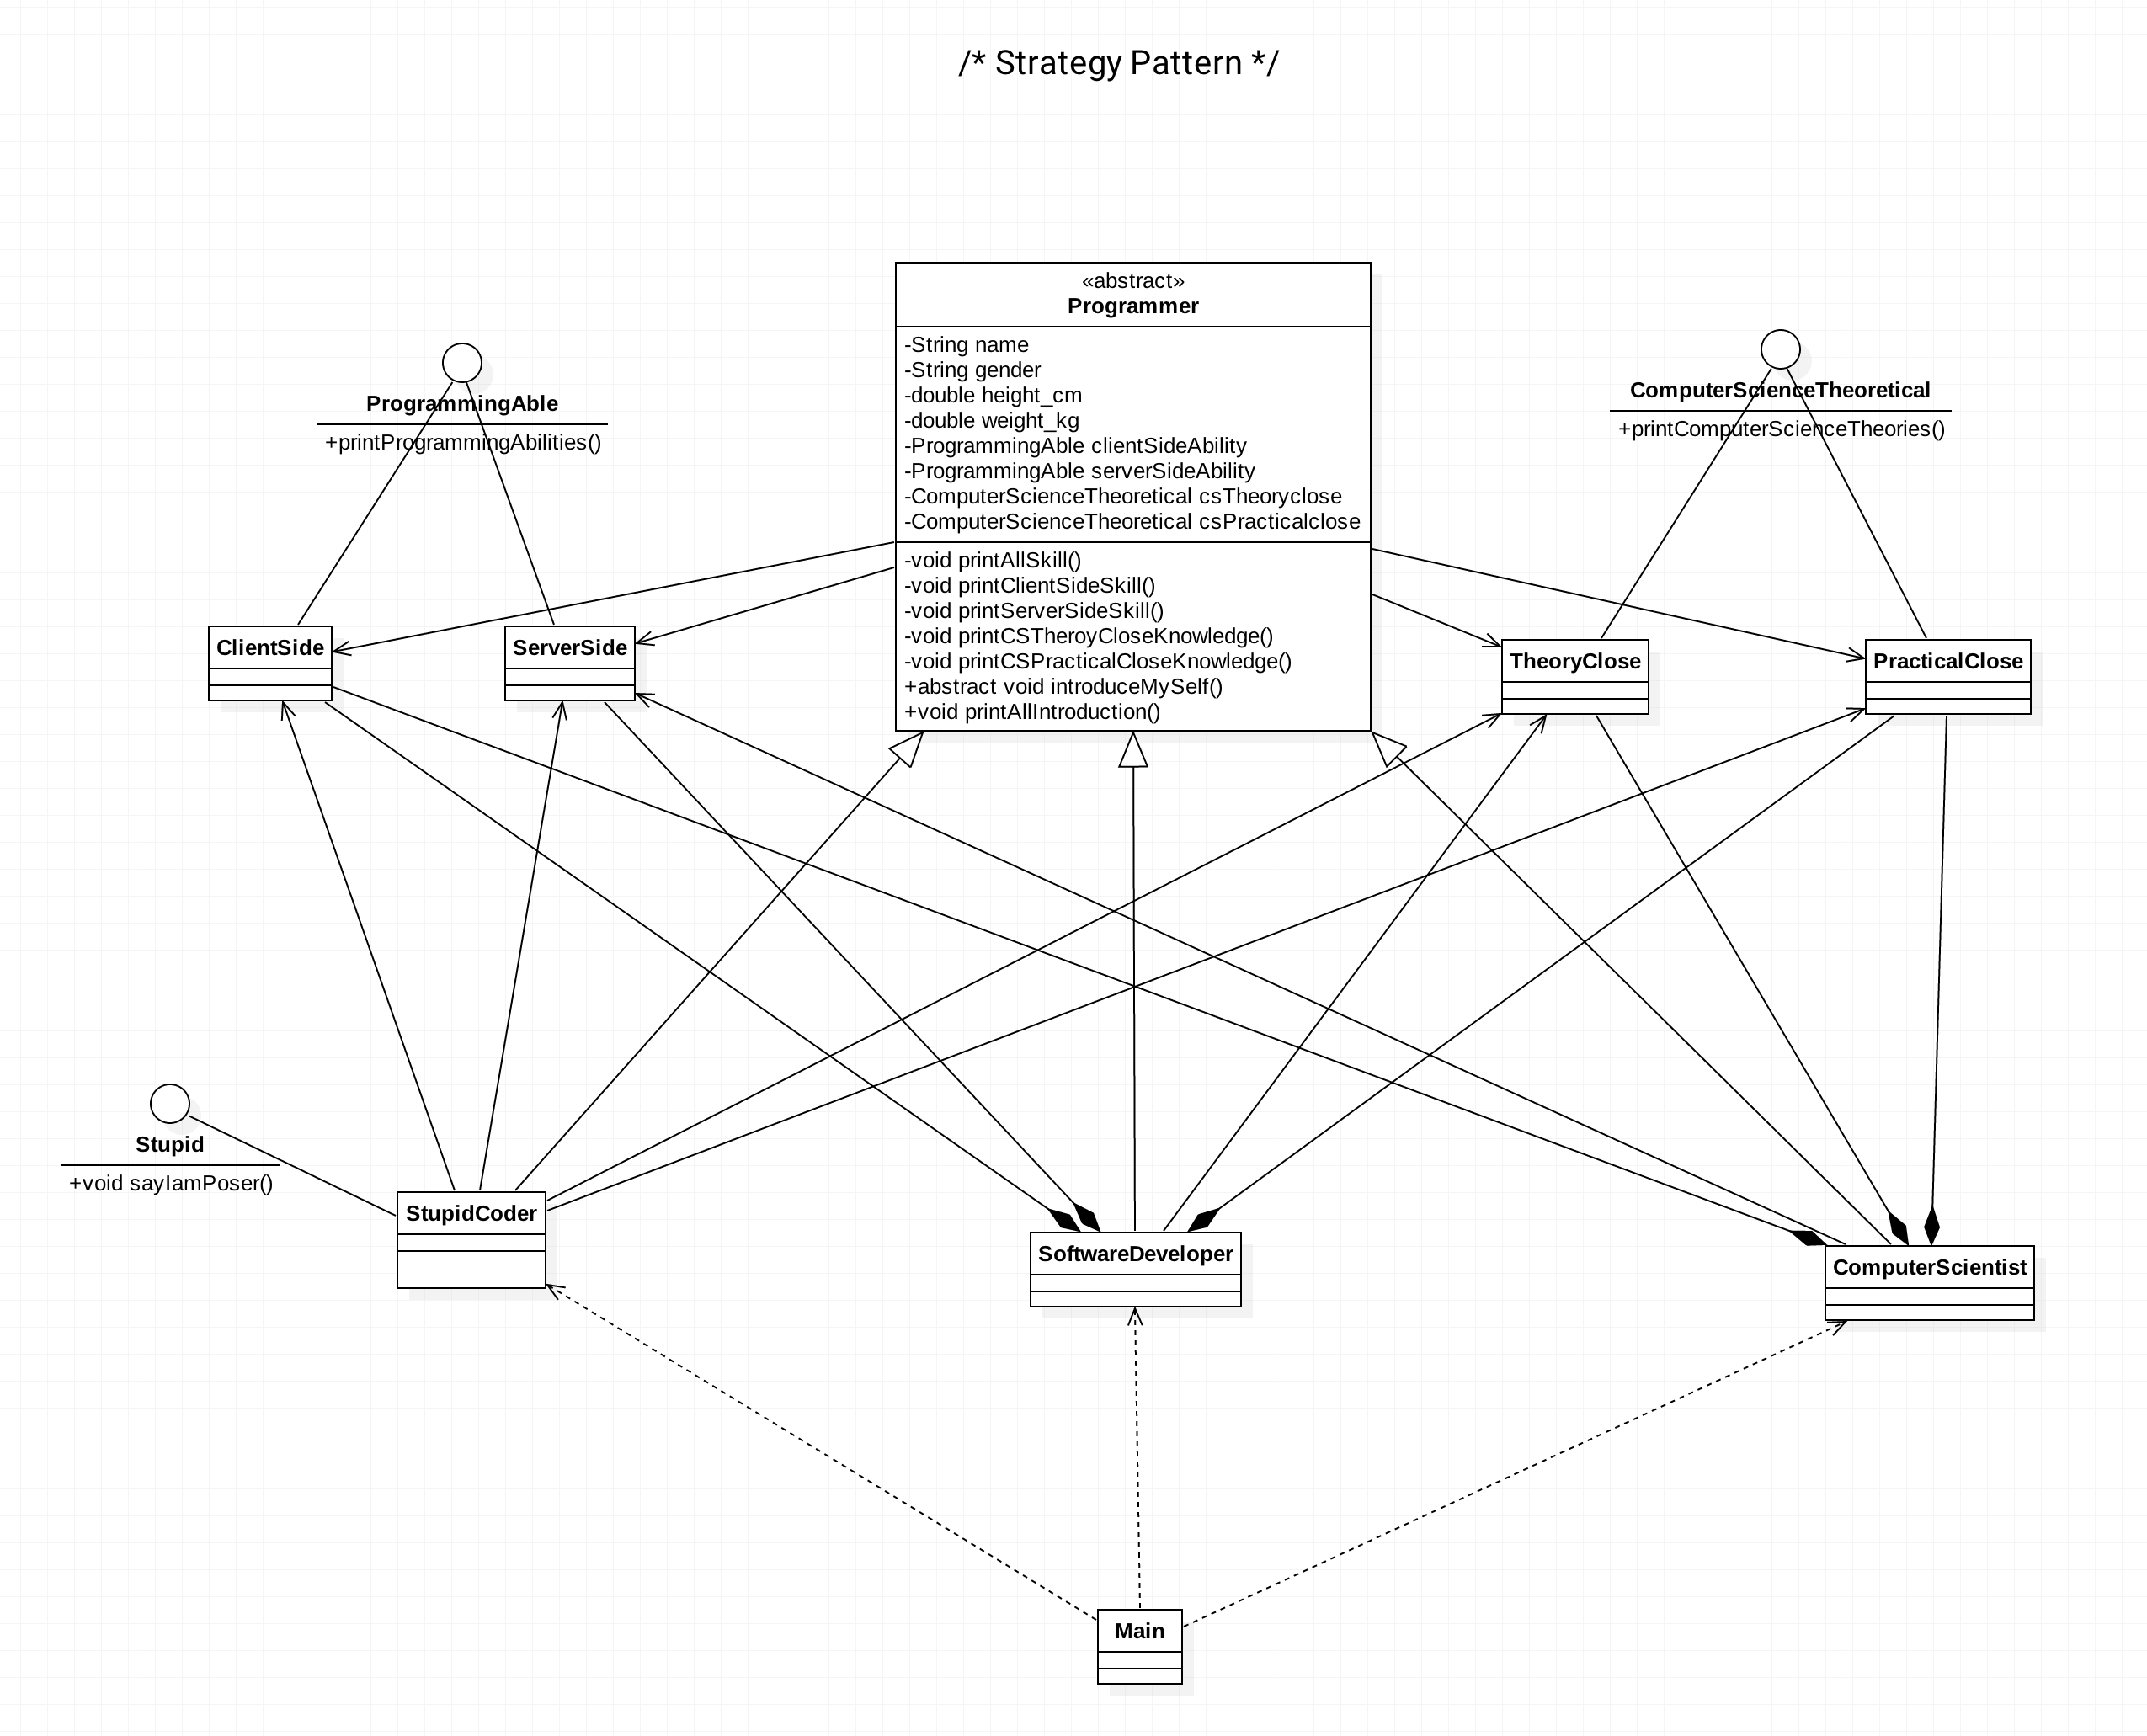 /* Strategy Pattern */
«abstract»
Programmer
-String name
-String gender
-double height_cm
-double weight_kg
-ProgrammingAble clientSideAbility
-ProgrammingAble serverSideAbility
-ComputerScienceTheoretical csTheoryclose
-ComputerScienceTheoretical csPracticalclose
-void printAllSkill()
-void printClientSideSkill()
-void printServerSideSkill()
-void printCSTheroyCloseKnowledge()
-void printCSPracticalCloseKnowledge()
+abstract void introduceMySelf()
+void printAllIntroduction()
ProgrammingAble
+printProgrammingAbilities()
ComputerScienceTheoretical
+printComputerScienceTheories()
ClientSide
ServerSide
TheoryClose
PracticalClose
Stupid
+void sayIamPoser()
StupidCoder
SoftwareDeveloper
ComputerScientist
Main